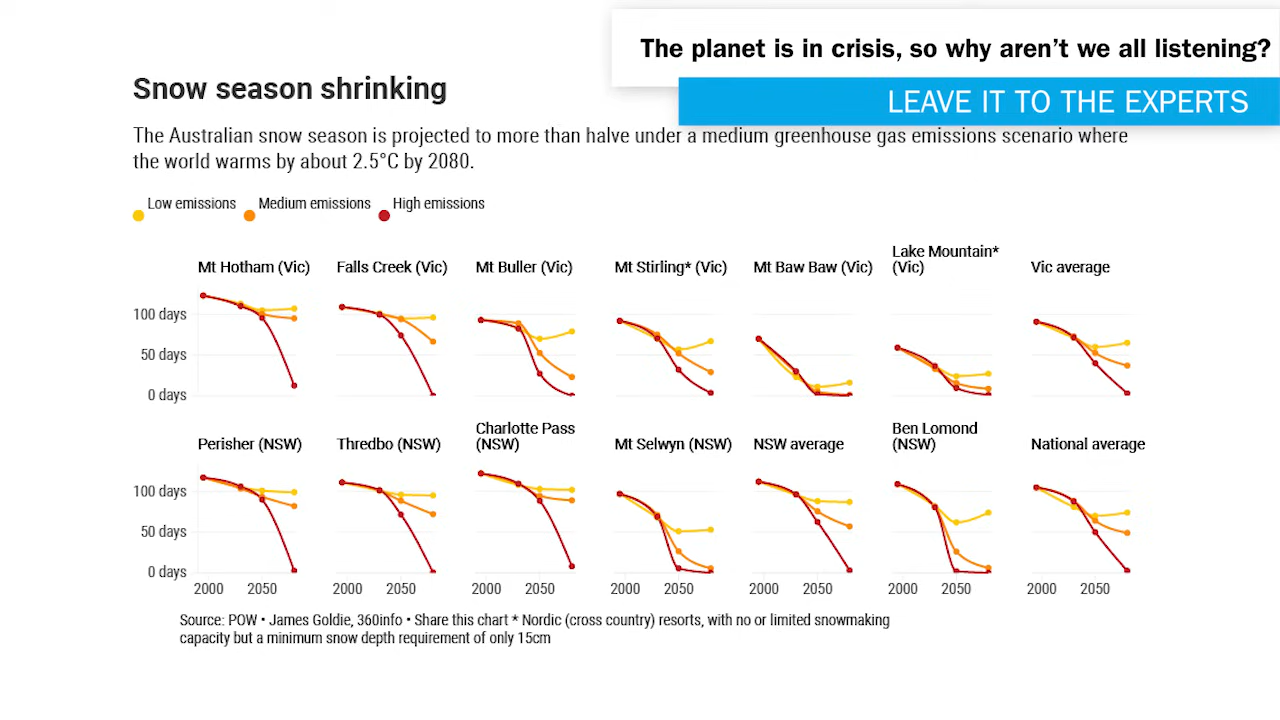 The planet is in crisis, so why aren't we all listening?
LEAVE IT TO THE EXPERTS
Snow season shrinking
The Australian snow season is projected to more than halve under a medium greenhouse gas emissions scenario where
the world warms by about 2.5°C by 2080.
Low emissions Medium emissions High emissions
Mt Hotham (Vic) Falls Creek (Vic) Mt Buller (Vic) Mt Stirling* (Vic) Mt Baw Baw (Vic) Lake Mountain* Vic average
(Vic)
100 days
50 days
0 days
Perisher (NSW) Thredbo (NSW) Charlotte Pass Mt Selwyn (NSW) NSW average Ben Lomond National average
(NSW) (NSW)
100 days
50 days
0 days
2000 2050 2000 2050 2000 2050 2000 2050 2000 2050 2000 2050 2000 2050
Source: POW • James Goldie, 360info • Share this chart * Nordic (cross country) resorts, with no or limited snowmaking
capacity but a minimum snow depth requirement of only 15cm